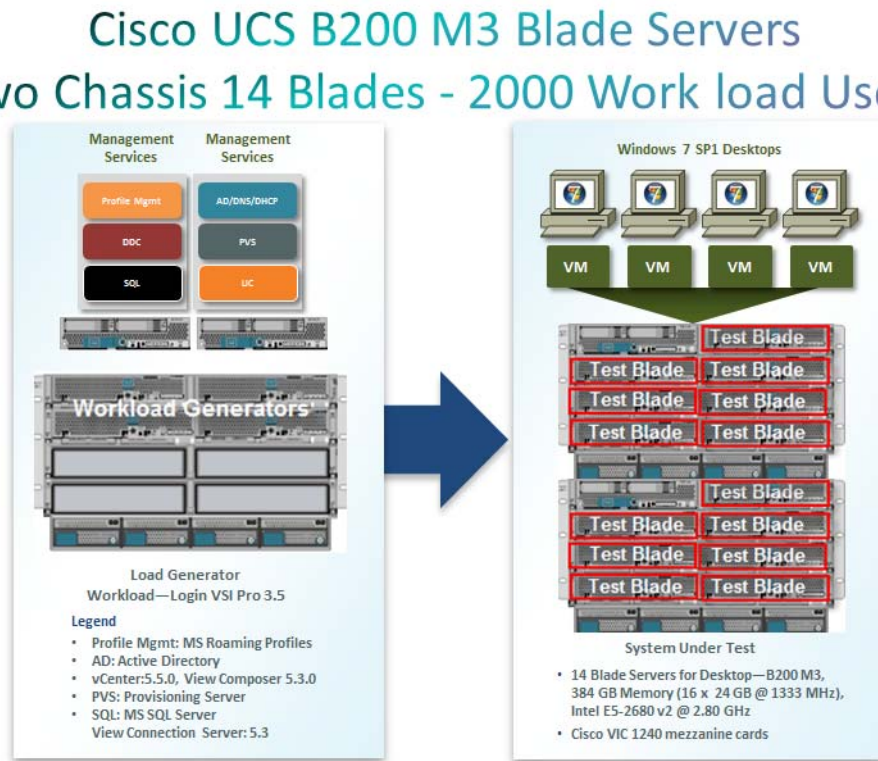 Cisco UCS B200 M3 Blade Servers
wo Chassis 14 Blades - 2000 Work load Use
Management
Services
Management
Services
Profile Mgmt
AD/DNS/DHCP
DDC
PVS
SQL
UC
Workload Generators
Load Generator
Workload—Login VSI Pro 3.5
Legend
• Profile Mgmt: MS Roaming Profiles
• AD: Active Directory
• vCenter:5.5.0, View Composer 5.3.0
• PVS: Provisioning Server
• SQL: MS SQL Server
View Connection Server: 5.3
Windows 7 SP1 Desktops
VM VM VM VM
Test Blade
Test Blade Test Blade
Test Blade Test Blade
Test Blade Test Blade
Test Blade
Test Blade Test Blade
Test Blade Test Blade
Test Blade Test Blade
System Under Test
• 14 Blade Servers for Desktop—B200 M3,
384 GB Memory (16 x 24 GB @ 1333 MHz),
Intel E5-2680 v2 @ 2.80 GHz
• Cisco VIC 1240 mezzanine cards